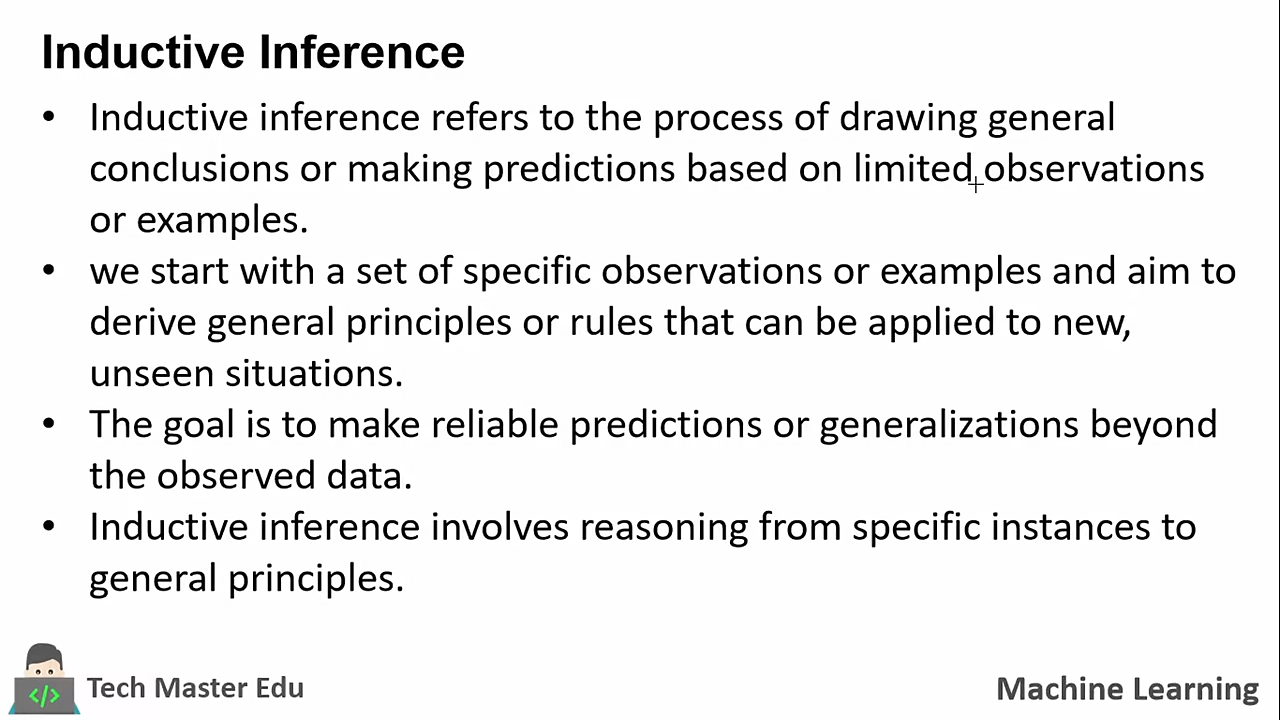 Inductive Inference
• Inductive inference refers to the process of drawing general
conclusions or making predictions based on limited observations
or examples.
• we start with a set of specific observations or examples and aim to
derive general principles or rules that can be applied to new,
unseen situations.
• The goal is to make reliable predictions or generalizations beyond
the observed data.
• Inductive inference involves reasoning from specific instances to
general principles.
</>
Tech Master Edu
Machine Learning